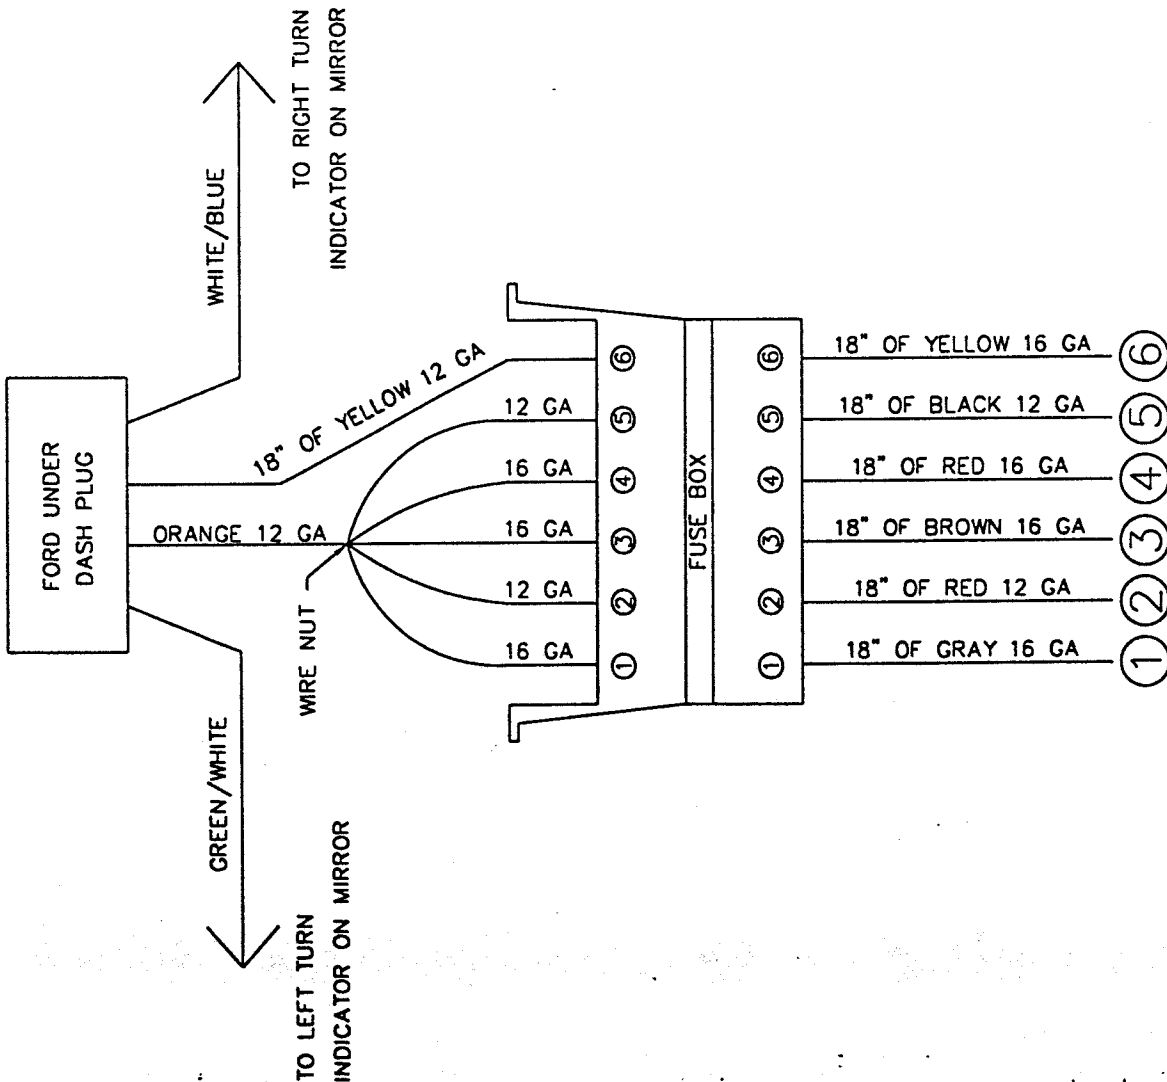 FORD UNDER
DASH PLUG
WHITE/BLUE
TO RIGHT TURN
INDICATOR ON MIRROR
GREEN/WHITE
TO LEFT TURN
INDICATOR ON MIRROR
18" OF YELLOW 12 GA
ORANGE 12 GA
WIRE NUT
12 GA
16 GA
16 GA
12 GA
16 GA
6
5
4
3
2
1
FUSE BOX
6
5
4
3
2
1
18" OF YELLOW 16 GA
18" OF BLACK 12 GA
18" OF RED 16 GA
18" OF BROWN 16 GA
18" OF RED 12 GA
18" OF GRAY 16 GA
6
5
4
3
2
1